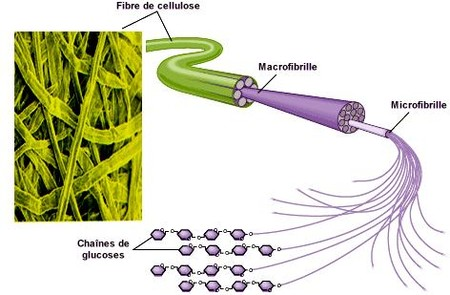 Fibre de cellulose
Macrofibrille
Microfibrille
Chaînes de
glucoses